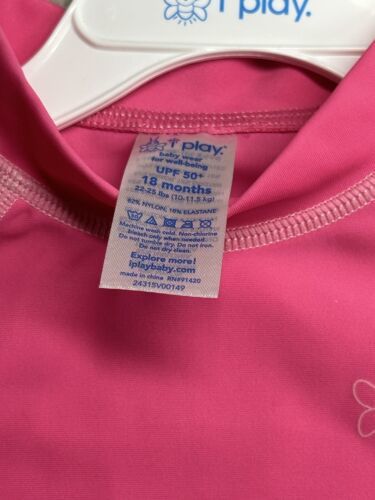 i play.
i play.
baby wear
for well-being
UPF 50+
18 months
22-25 lbs (10-11.5 kg)
82% NYLON, 18% ELASTANE
Machine wash cold. Non-chlorine
bleach only when needed.
Do not tumble dry. Do not iron.
Do not dry clean.
Explore more!
iplaybaby.com
made in china RN#91420
24315V00149